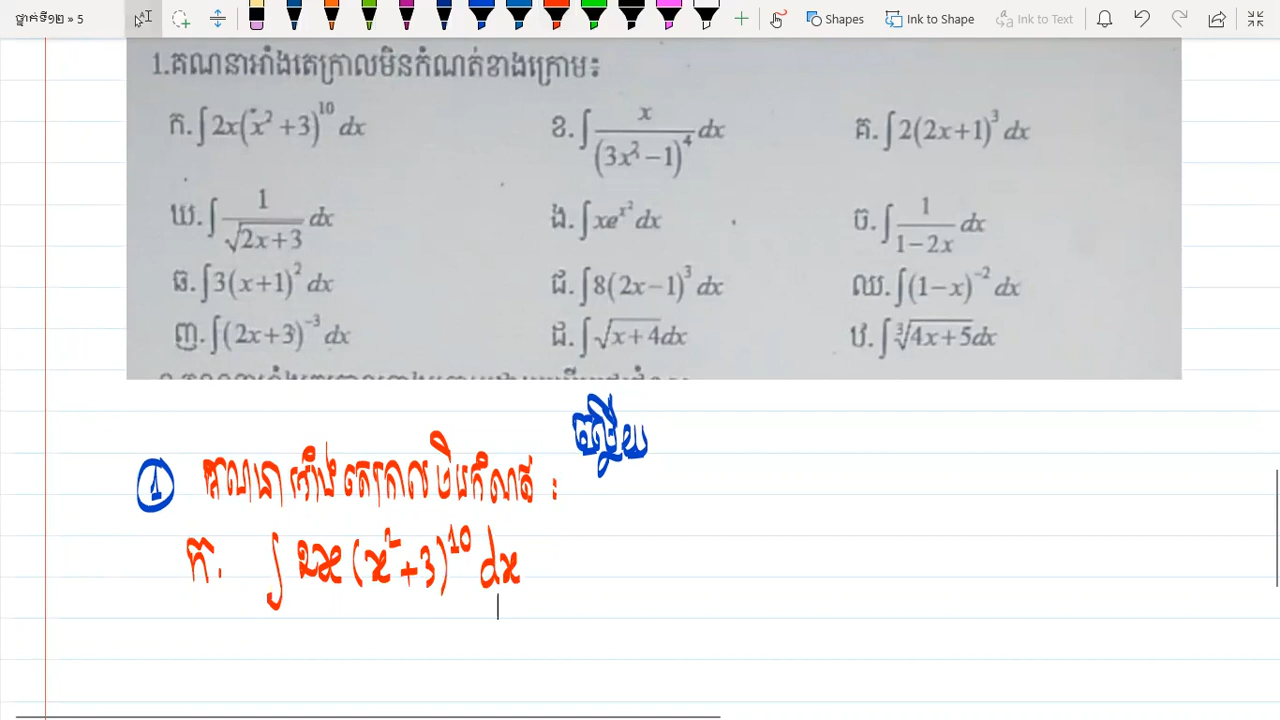 ថ្នាក់ទី១២ » 5
Shapes Ink to Shape Ink to Text
1.គណនាអាំងតេក្រាលមិនកំណត់ខាងក្រោម៖
ក. ∫2x(x²+3)¹⁰dx ខ. ∫x/(3x²−1)⁴ dx គ. ∫2(2x+1)³dx
ឃ. ∫1/√(2x+3) dx ង. ∫xe^(x²)dx ច. ∫1/(1−2x) dx
ឆ. ∫3(x+1)²dx ជ. ∫8(2x−1)³dx ឈ. ∫(1−x)⁻²dx
ញ. ∫(2x+3)⁻³dx ដ. ∫√(x+4)dx ឋ. ∫∛(4x+5)dx
ចម្លើយ
1 គណនាអាំងតេក្រាលមិនកំណត់ :
ក. ∫2x(x²+3)¹⁰dx